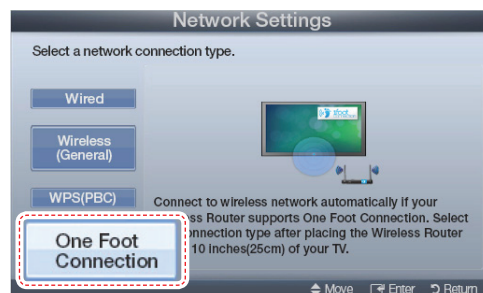 Network Settings
Select a network connection type.
Wired
Wireless
(General)
WPS(PBC)
One Foot
Connection
Connect to wireless network automatically if your
ss Router supports One Foot Connection. Select
onnection type after placing the Wireless Router
10 inches(25cm) of your TV.
Move Enter Return